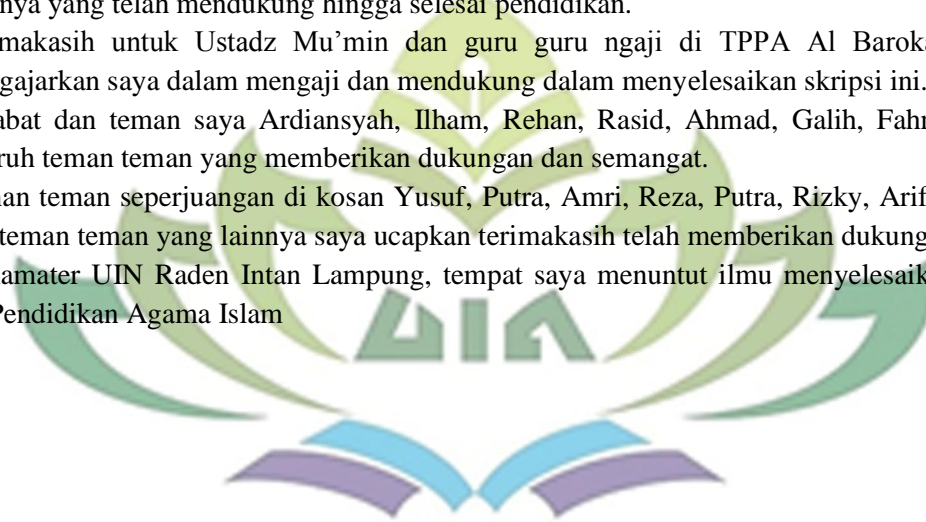 nya yang telah mendukung hingga selesai pendidikan.
makasih untuk Ustadz Mu’min dan guru guru ngaji di TPPA Al Baroka
gajarkan saya dalam mengaji dan mendukung dalam menyelesaikan skripsi ini.
abat dan teman saya Ardiansyah, Ilham, Rehan, Rasid, Ahmad, Galih, Fahr
ruh teman teman yang memberikan dukungan dan semangat.
nan teman seperjuangan di kosan Yusuf, Putra, Amri, Reza, Putra, Rizky, Arif
teman teman yang lainnya saya ucapkan terimakasih telah memberikan dukung
amater UIN Raden Intan Lampung, tempat saya menuntut ilmu menyelesaik
Pendidikan Agama Islam
UIN